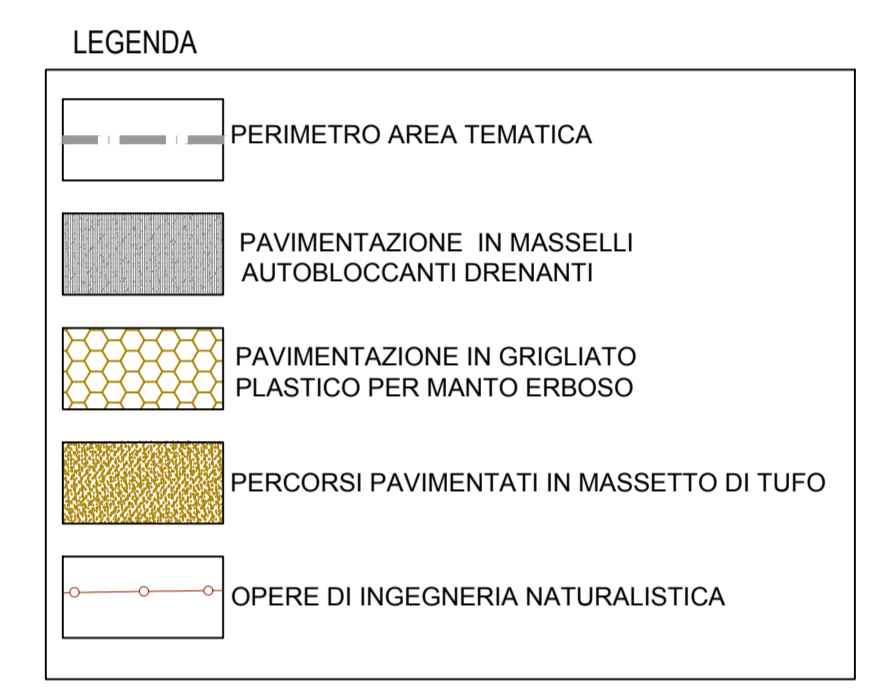 LEGENDA
PERIMETRO AREA TEMATICA
PAVIMENTAZIONE IN MASSELLI
AUTOBLOCCANTI DRENANTI
PAVIMENTAZIONE IN GRIGLIATO
PLASTICO PER MANTO ERBOSO
PERCORSI PAVIMENTATI IN MASSETTO DI TUFO
OPERE DI INGEGNERIA NATURALISTICA